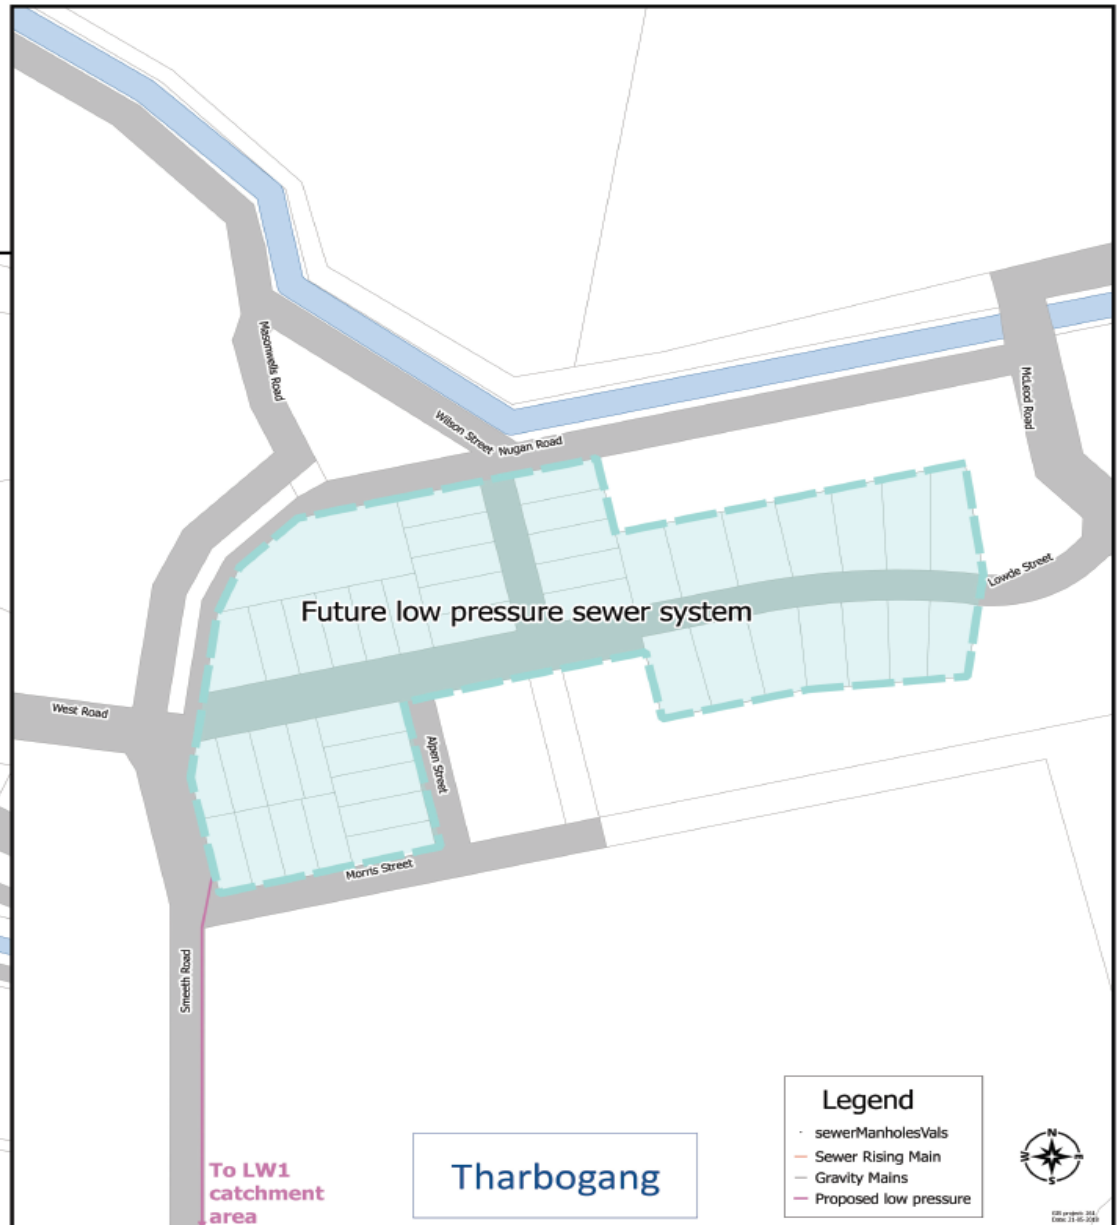 Masonwells Road
Wilson Street
Nugan Road
McLeod Road
Lowde Street
Future low pressure sewer system
West Road
Alpen Street
Morris Street
Smeeth Road
To LW1
catchment
area
Tharbogang
Legend
sewerManholesVals
Sewer Rising Main
Gravity Mains
Proposed low pressure
N
W
E
S